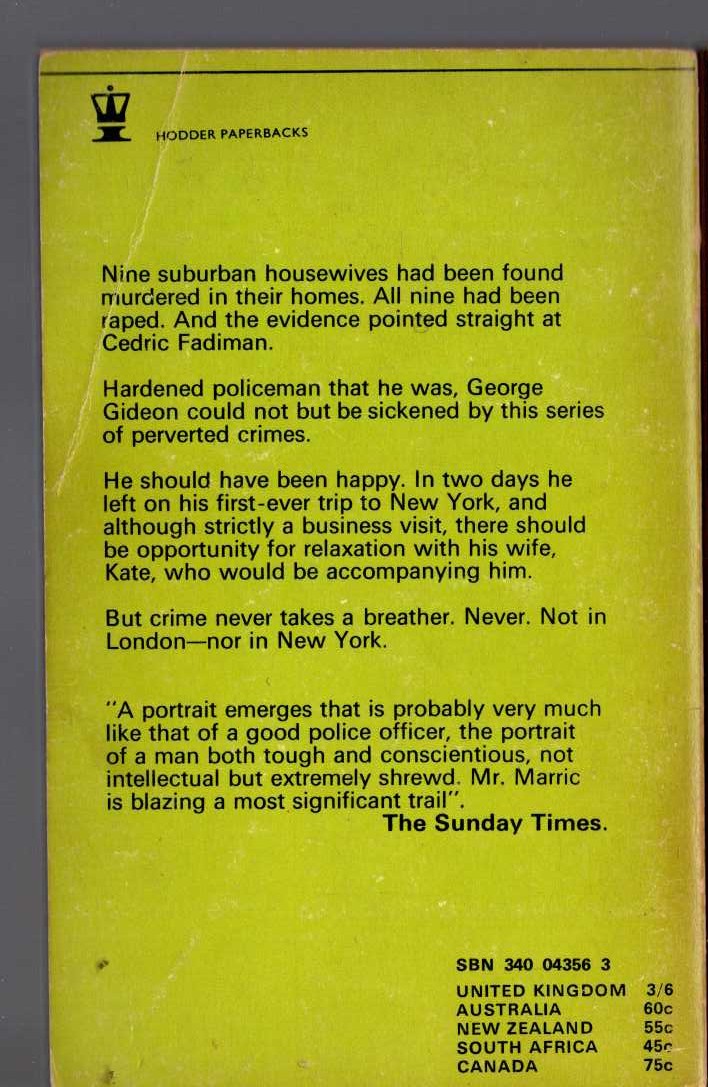 HODDER PAPERBACKS
Nine suburban housewives had been found
murdered in their homes. All nine had been
raped. And the evidence pointed straight at
Cedric Fadiman.
Hardened policeman that he was, George
Gideon could not but be sickened by this series
of perverted crimes.
He should have been happy. In two days he
left on his first-ever trip to New York, and
although strictly a business visit, there should
be opportunity for relaxation with his wife,
Kate, who would be accompanying him.
But crime never takes a breather. Never. Not in
London—nor in New York.
"A portrait emerges that is probably very much
like that of a good police officer, the portrait
of a man both tough and conscientious, not
intellectual but extremely shrewd. Mr. Marric
is blazing a most significant trail".
The Sunday Times.
SBN 340 04356 3
UNITED KINGDOM 3/6
AUSTRALIA 60c
NEW ZEALAND 55c
SOUTH AFRICA 45c
CANADA 75c